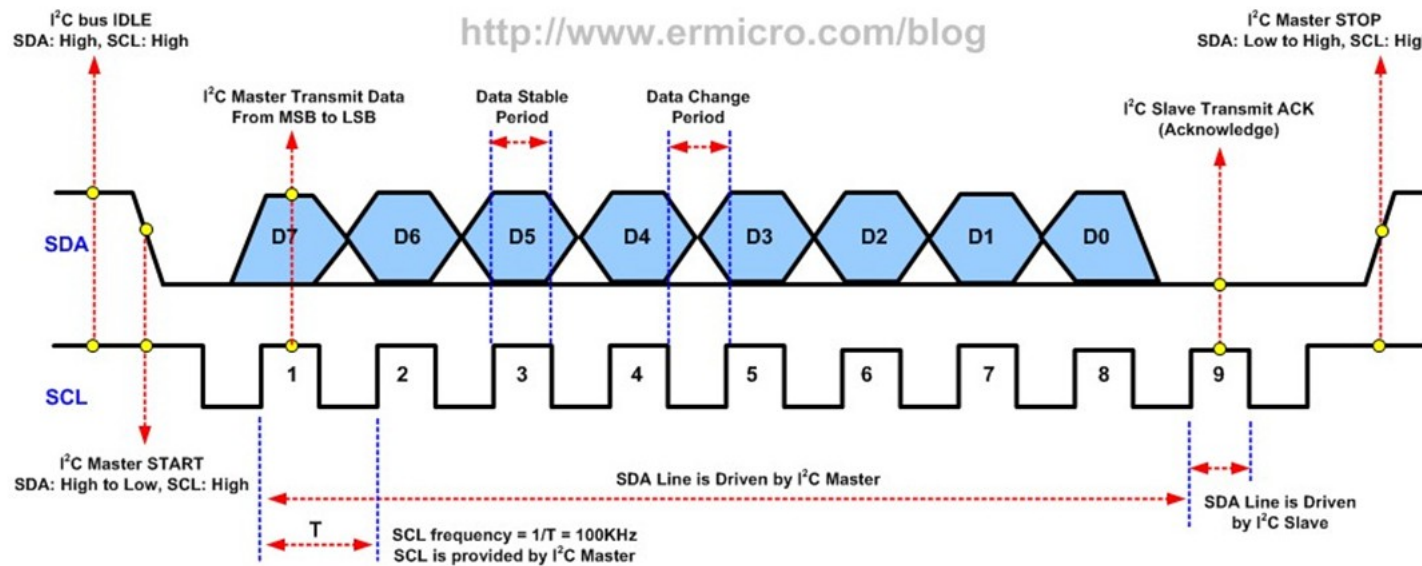 I²C bus IDLE
SDA: High, SCL: High
http://www.ermicro.com/blog
I²C Master STOP
SDA: Low to High, SCL: High
I²C Master Transmit Data
From MSB to LSB
Data Stable
Period
Data Change
Period
I²C Slave Transmit ACK
(Acknowledge)
SDA
D7 D6 D5 D4 D3 D2 D1 D0
SCL
1 2 3 4 5 6 7 8 9
I²C Master START
SDA: High to Low, SCL: High
SDA Line is Driven by I²C Master
SDA Line is Driven
by I²C Slave
T
SCL frequency = 1/T = 100KHz
SCL is provided by I²C Master